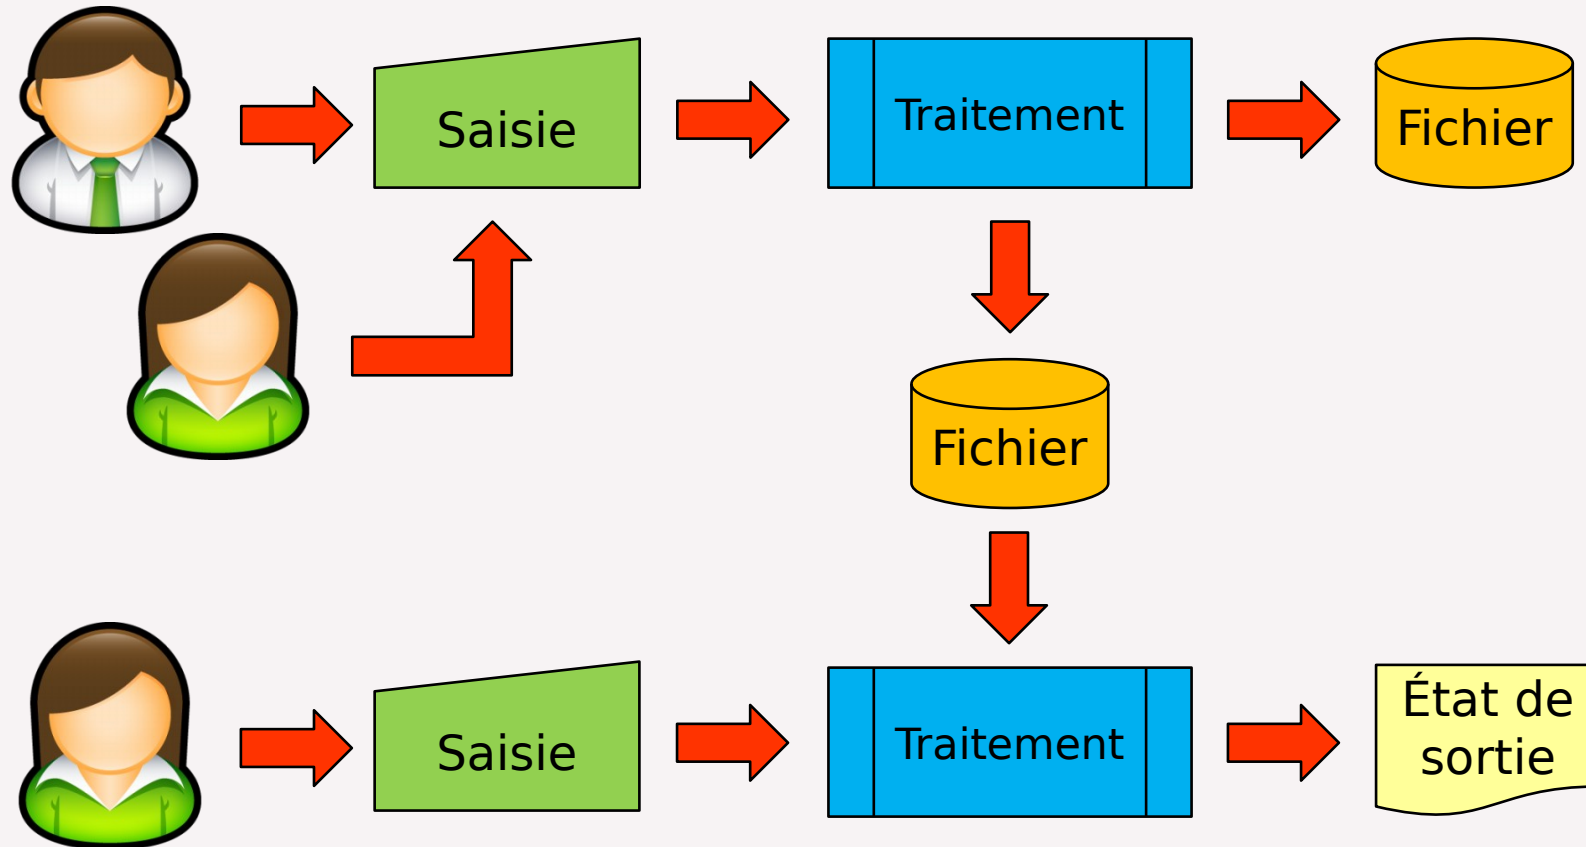 Saisie
Traitement
Fichier
Fichier
Saisie
Traitement
État de
sortie